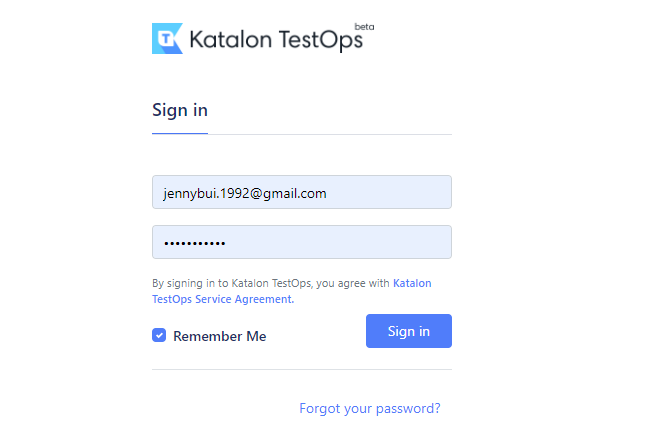 beta
Katalon TestOps
Sign in
jennybui.1992@gmail.com
•••••••••••
By signing in to Katalon TestOps, you agree with Katalon
TestOps Service Agreement.
Remember Me
Sign in
Forgot your password?